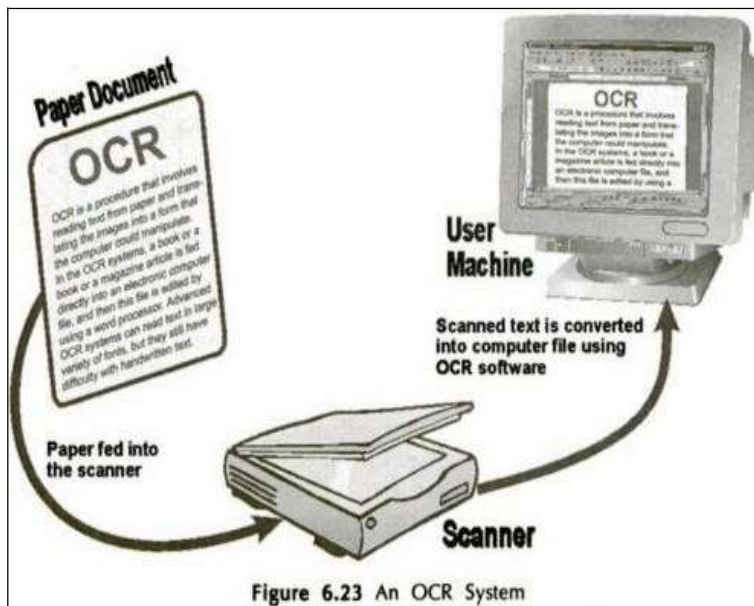 Paper Document
OCR
OCR is a procedure that involves
reading text from paper and trans-
lating the images into a form that
the computer could manipulate.
In the OCR systems, a book or a
book or a magazine article is fed
directly into an electronic computer
file, and then this file is edited by
using a word processor. Advanced
OCR systems can read text in large
variety of fonts, but they still have
difficulty with handwritten text.
OCR
OCR is a procedure that involves
reading text from paper and trans-
lating the images into a form that
the computer could manipulate.
In the OCR systems, a book or a
magazine article is fed directly into
an electronic computer file, and
then this file is edited by using a
User
Machine
Scanned text is converted
into computer file using
OCR software
Paper fed into
the scanner
Scanner
Figure 6.23 An OCR System